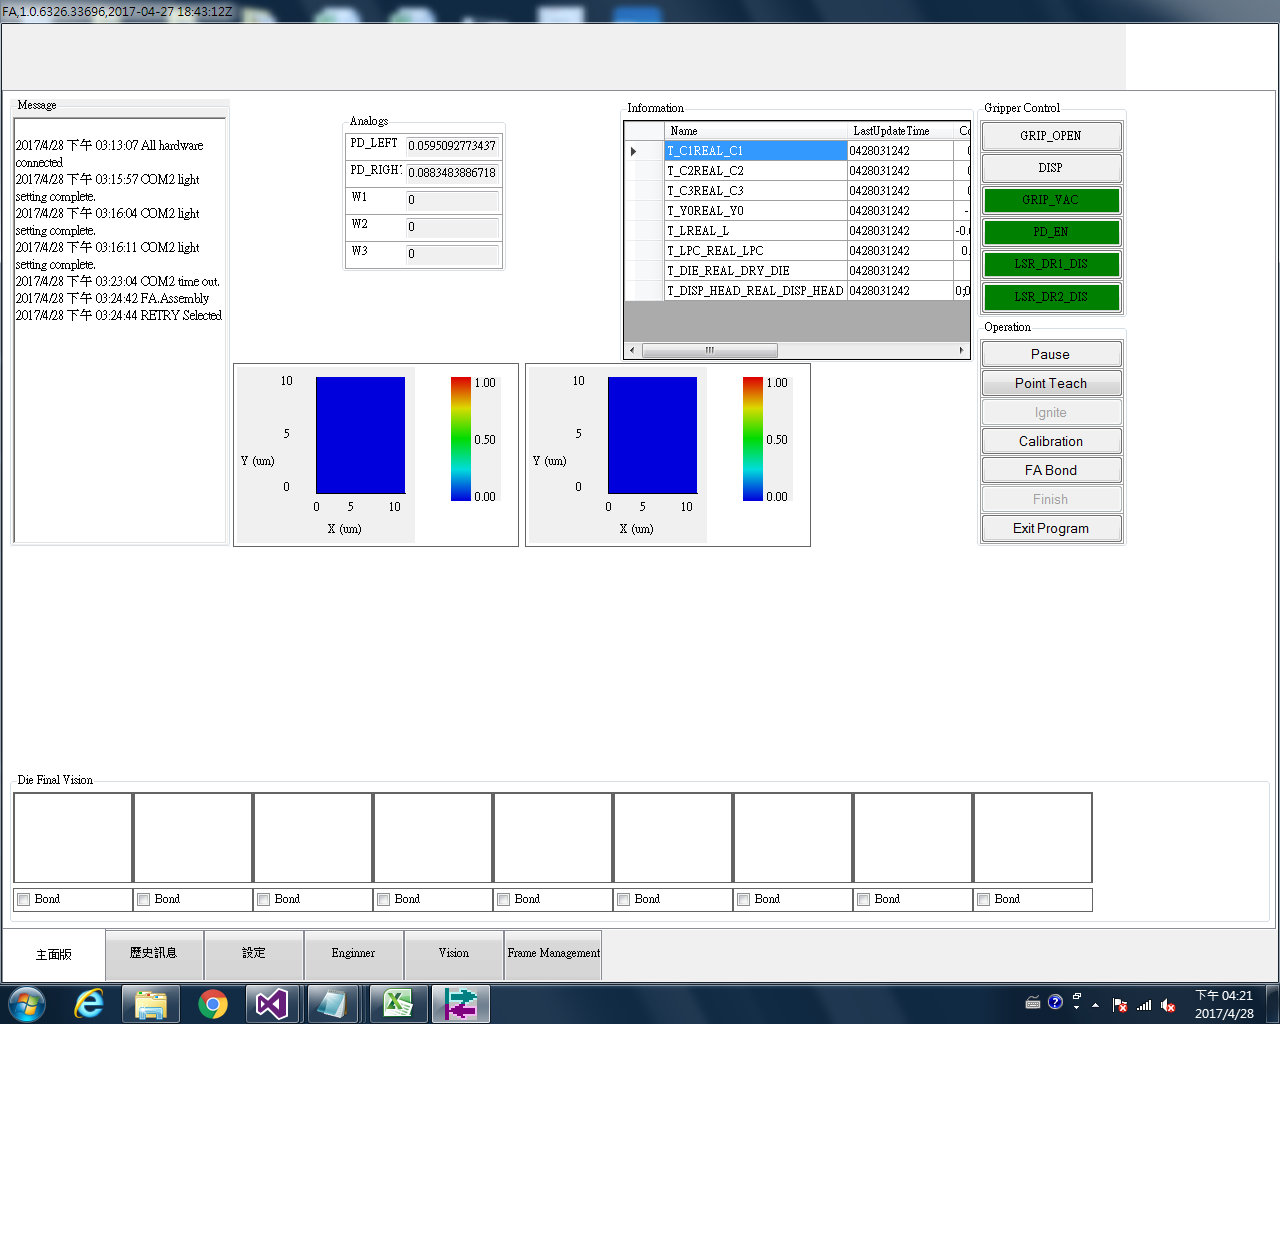 FA,1.0.6326.33696,2017-04-27 18:43:12Z
Message
2017/4/28 下午 03:13:07 All hardware
connected
2017/4/28 下午 03:15:57 COM2 light
setting complete.
2017/4/28 下午 03:16:04 COM2 light
setting complete.
2017/4/28 下午 03:16:11 COM2 light
setting complete.
2017/4/28 下午 03:23:04 COM2 time out.
2017/4/28 下午 03:24:42 FA.Assembly
2017/4/28 下午 03:24:44 RETRY Selected
Analogs
PD_LEFT 0.0595092773437
PD_RIGHT 0.0883483886718
W1 0
W2 0
W3 0
Information
Name LastUpdateTime Co
T_C1REAL_C1 0428031242 0
T_C2REAL_C2 0428031242 0
T_C3REAL_C3 0428031242 0
T_Y0REAL_Y0 0428031242 -
T_LREAL_L 0428031242 -0.0
T_LPC_REAL_LPC 0428031242 0.
T_DIE_REAL_DRY_DIE 0428031242
T_DISP_HEAD_REAL_DISP_HEAD 0428031242 0;0
Gripper Control
GRIP_OPEN
DISP
GRIP_VAC
PD_EN
LSR_DR1_DIS
LSR_DR2_DIS
Operation
Pause
Point Teach
Ignite
Calibration
FA Bond
Finish
Exit Program
10
5
Y (um)
0
0 5 10
X (um)
1.00
0.50
0.00
10
5
Y (um)
0
0 5 10
X (um)
1.00
0.50
0.00
Die Final Vision
Bond Bond Bond Bond Bond Bond Bond Bond Bond
主面版 歷史訊息 設定 Enginner Vision Frame Management
下午 04:21
2017/4/28